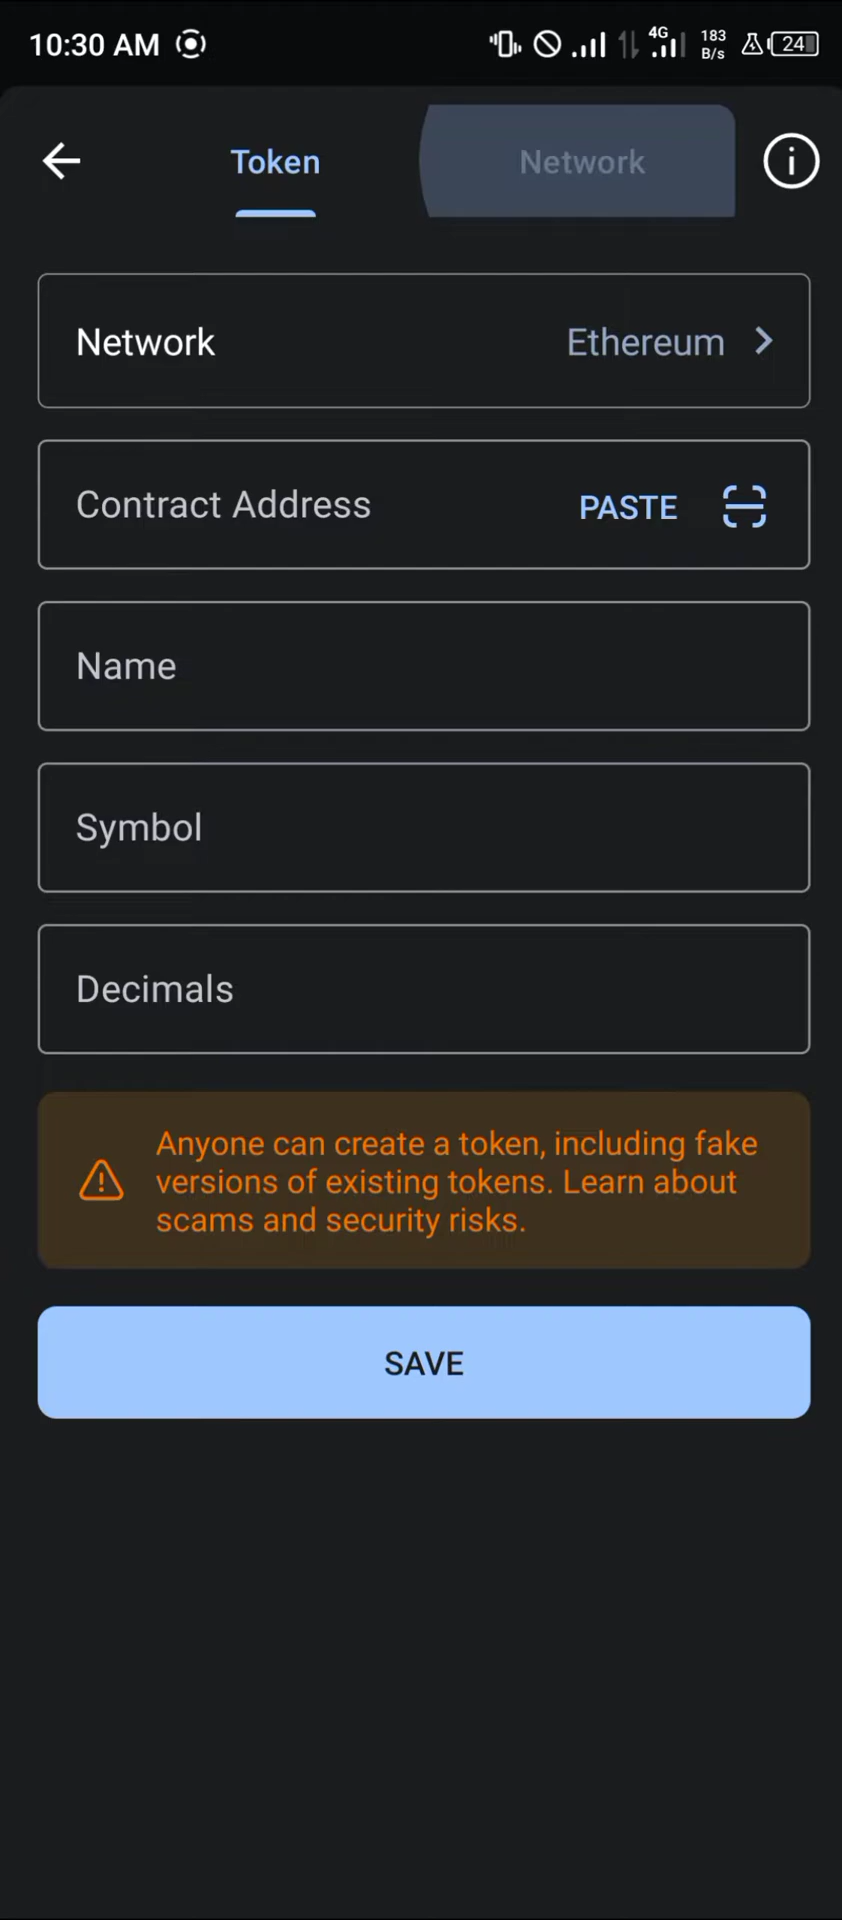 10:30 AM 4G 183 B/s 24
Token Network
Network Ethereum
Contract Address PASTE
Name
Symbol
Decimals
Anyone can create a token, including fake
versions of existing tokens. Learn about
scams and security risks.
SAVE